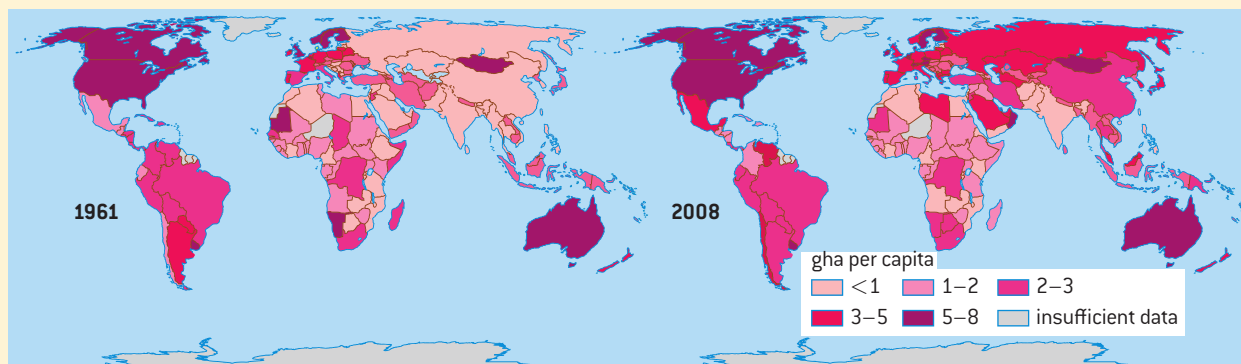 1961
2008
gha per capita
<1 1–2 2–3
3–5 5–8 insufficient data